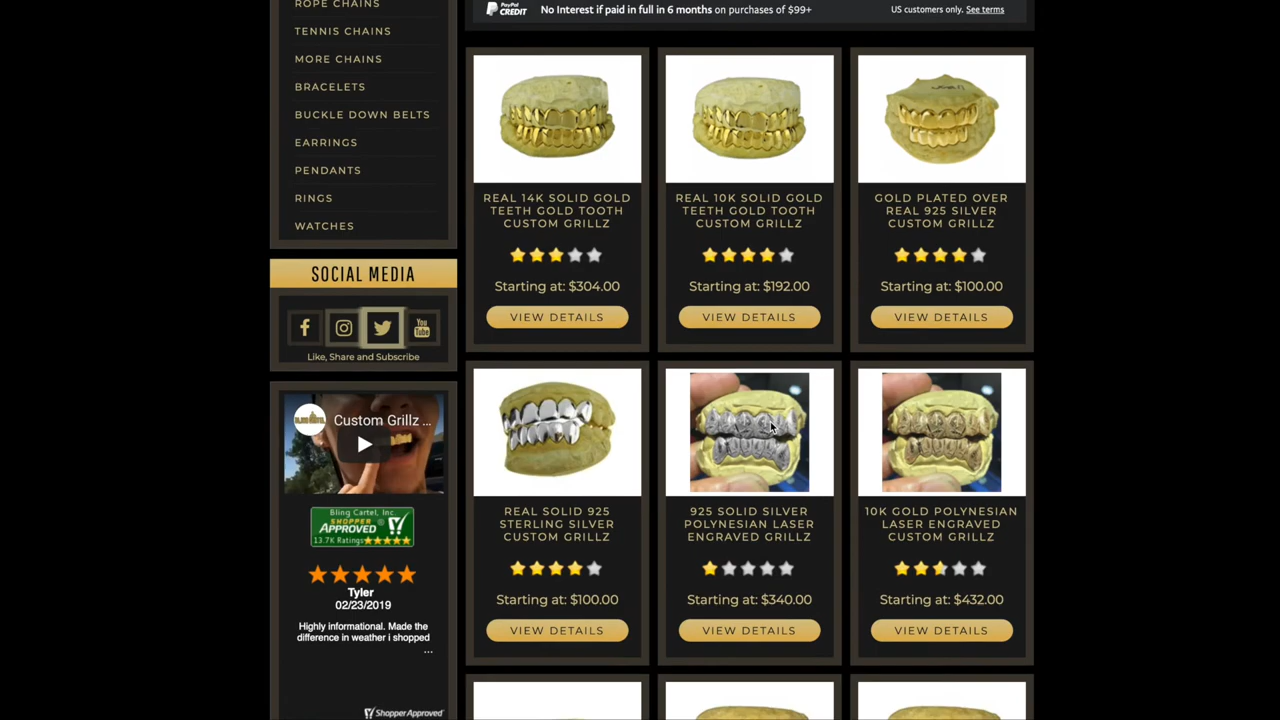 ROPE CHAINS
TENNIS CHAINS
MORE CHAINS
BRACELETS
BUCKLE DOWN BELTS
EARRINGS
PENDANTS
RINGS
WATCHES
SOCIAL MEDIA
You
Tube
Like, Share and Subscribe
Custom Grillz ...
Bling Cartel, Inc.
SHOPPER
APPROVED
13.7K Ratings
Tyler
02/23/2019
Highly informational. Made the
difference in weather i shopped
...
Shopper Approved
PayPal
CREDIT
No Interest if paid in full in 6 months on purchases of $99+
US customers only. See terms
REAL 14K SOLID GOLD
TEETH GOLD TOOTH
CUSTOM GRILLZ
Starting at: $304.00
VIEW DETAILS
REAL 10K SOLID GOLD
TEETH GOLD TOOTH
CUSTOM GRILLZ
Starting at: $192.00
VIEW DETAILS
GOLD PLATED OVER
REAL 925 SILVER
CUSTOM GRILLZ
Starting at: $100.00
VIEW DETAILS
REAL SOLID 925
STERLING SILVER
CUSTOM GRILLZ
Starting at: $100.00
VIEW DETAILS
925 SOLID SILVER
POLYNESIAN LASER
ENGRAVED GRILLZ
Starting at: $340.00
VIEW DETAILS
10K GOLD POLYNESIAN
LASER ENGRAVED
CUSTOM GRILLZ
Starting at: $432.00
VIEW DETAILS